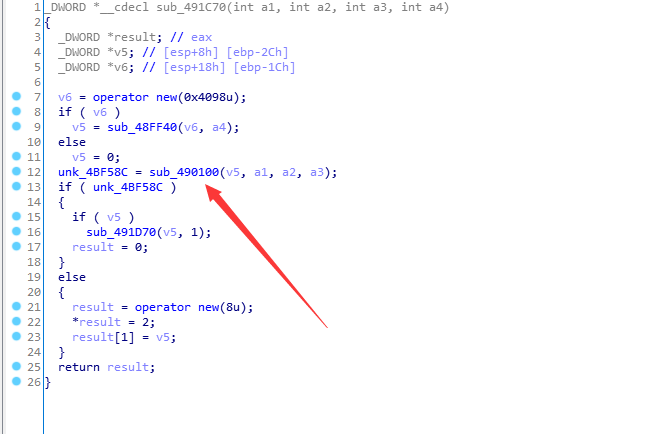 1 _DWORD *__cdecl sub_491C70(int a1, int a2, int a3, int a4)
2 {
3 _DWORD *result; // eax
4 _DWORD *v5; // [esp+8h] [ebp-2Ch]
5 _DWORD *v6; // [esp+18h] [ebp-1Ch]
6
7 v6 = operator new(0x4098u);
8 if ( v6 )
9 v5 = sub_48FF40(v6, a4);
10 else
11 v5 = 0;
12 unk_4BF58C = sub_490100(v5, a1, a2, a3);
13 if ( unk_4BF58C )
14 {
15 if ( v5 )
16 sub_491D70(v5, 1);
17 result = 0;
18 }
19 else
20 {
21 result = operator new(8u);
22 *result = 2;
23 result[1] = v5;
24 }
25 return result;
26 }